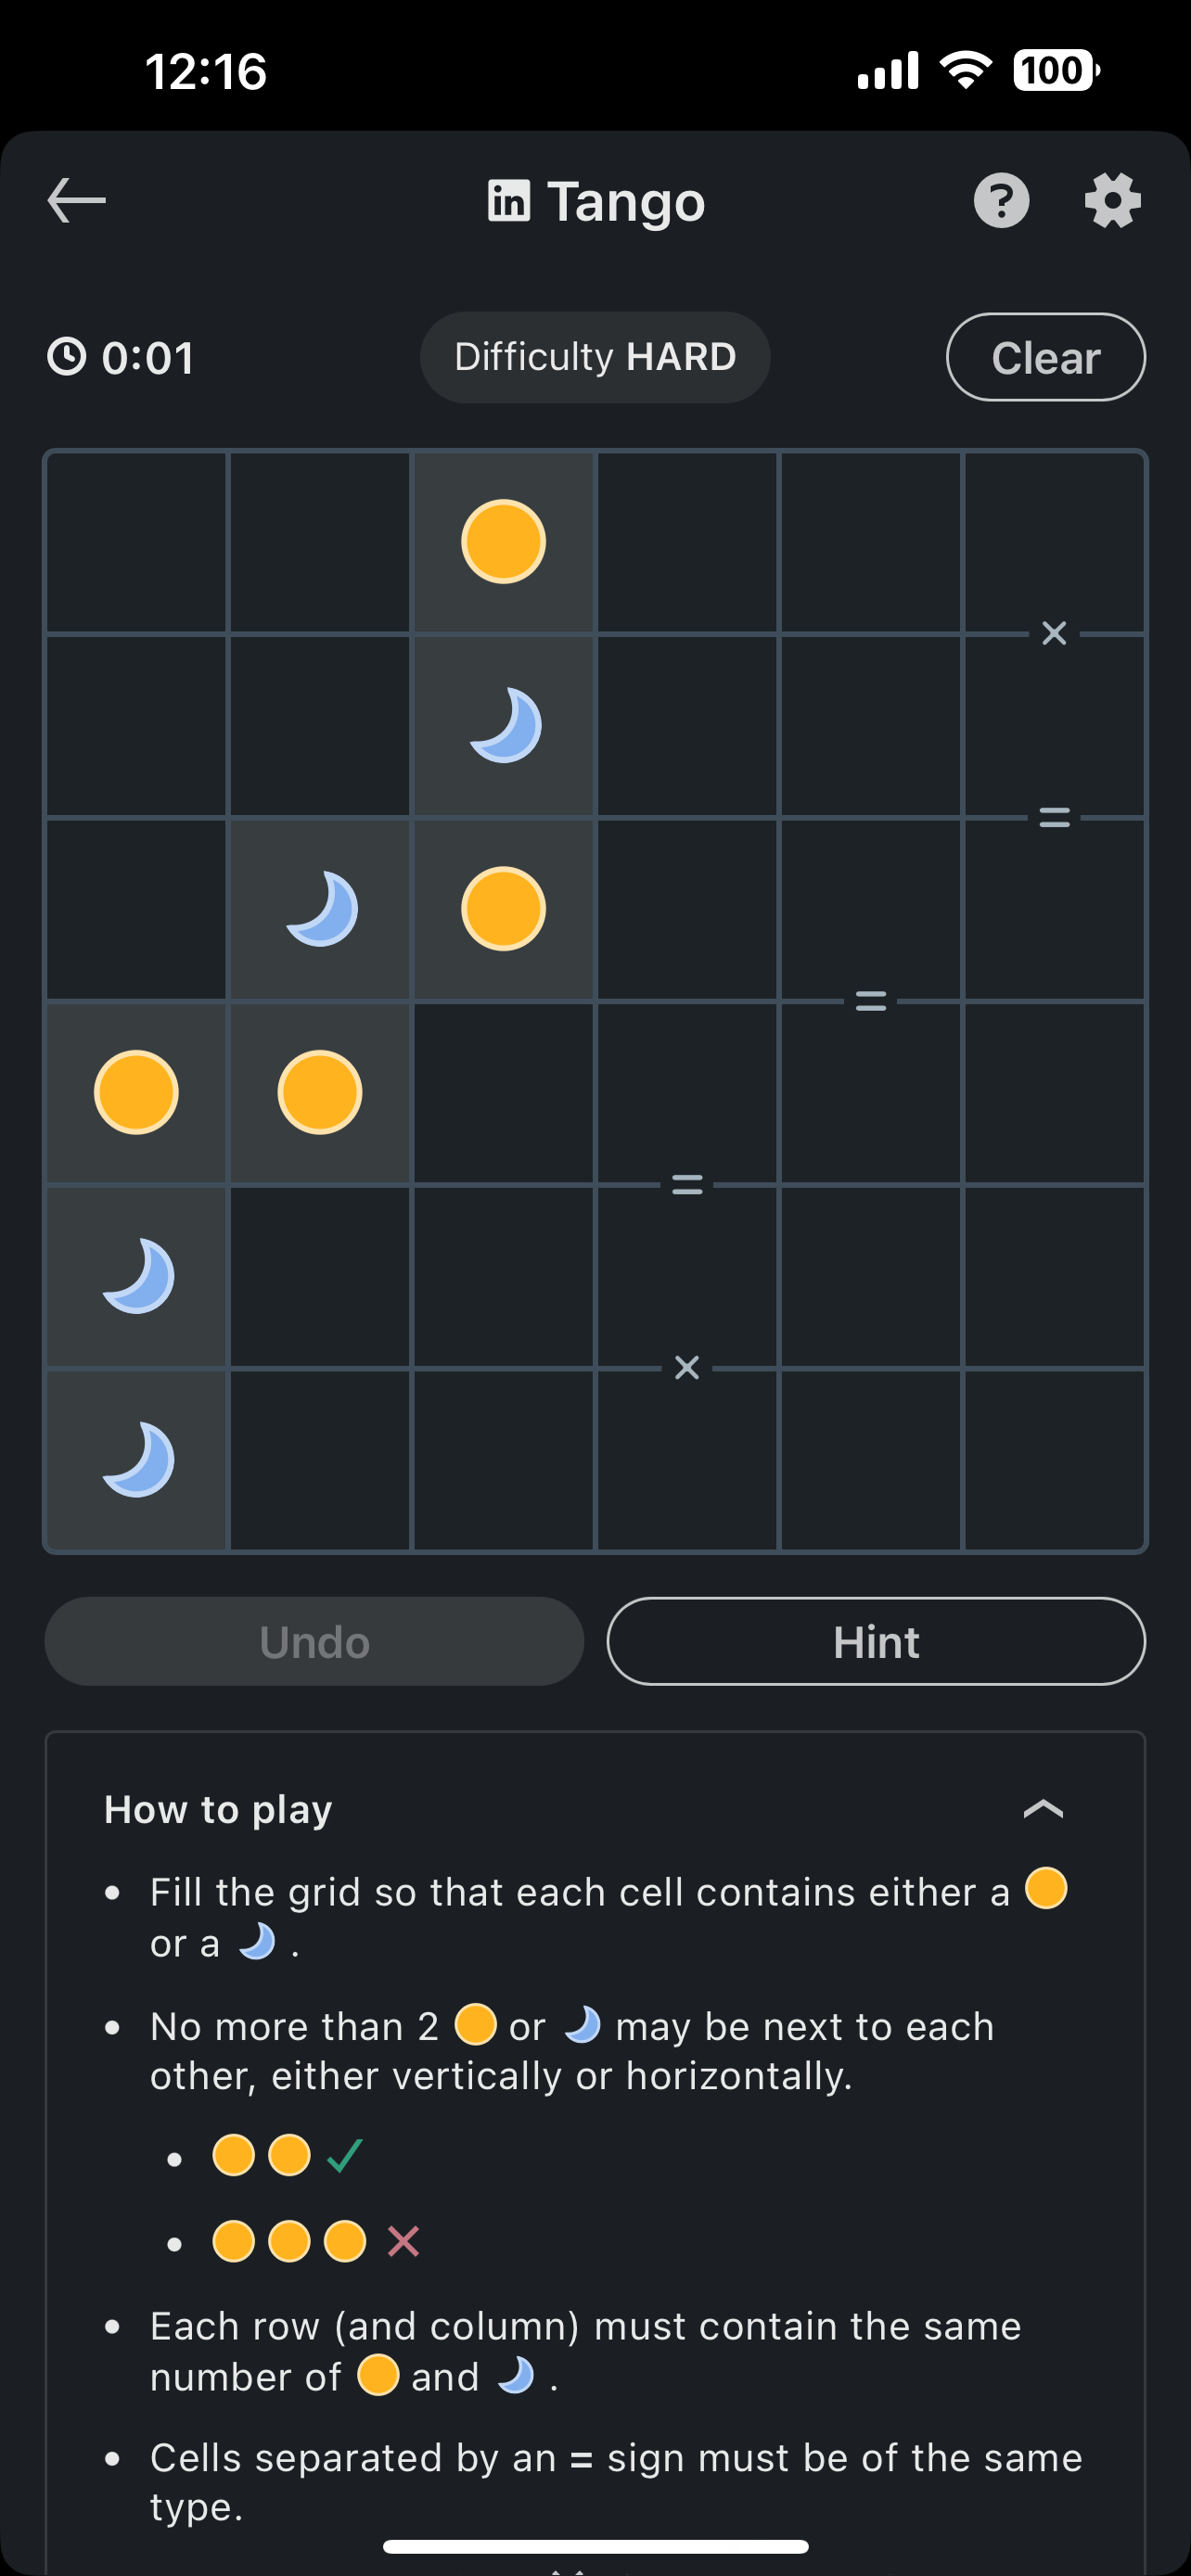 12:16
100
in Tango
?
0:01
Difficulty HARD
Clear
×
=
=
=
×
Undo
Hint
How to play
• Fill the grid so that each cell contains either a
or a .
• No more than 2 or may be next to each
other, either vertically or horizontally.
• Each row (and column) must contain the same
number of and .
• Cells separated by an = sign must be of the same
type.